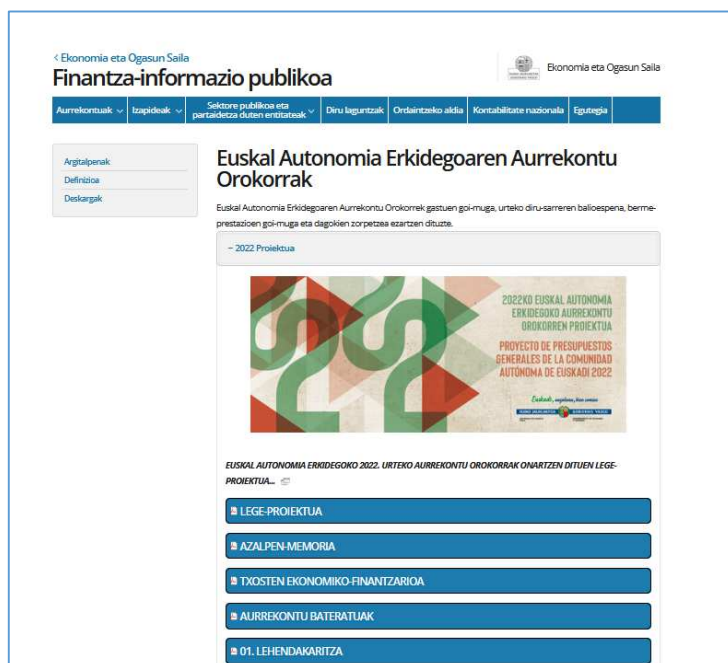 < Ekonomia eta Ogasun Saila
Finantza-informazio publikoa
Ekonomia eta Ogasun Saila
Aurrekontuak
Izapideak
Sektore publikoa eta
partaidetza duten entitateak
Diru laguntzak
Ordaintzeko aldia
Kontabilitate nazionala
Egutegia
Argitalpenak
Definizioa
Deskargak
Euskal Autonomia Erkidegoaren Aurrekontu
Orokorrak
Euskal Autonomia Erkidegoaren Aurrekontu Orokorrek gastuen goi-muga, urteko diru-sarreren balioespena, berme-
prestazioen goi-muga eta dagokien zorpetzea ezartzen dituzte.
− 2022 Proiektua
2022KO EUSKAL AUTONOMIA
ERKIDEGOKO AURREKONTU
OROKORREN PROIEKTUA
PROYECTO DE PRESUPUESTOS
GENERALES DE LA COMUNIDAD
AUTÓNOMA DE EUSKADI 2022
EUSKO JAURLARITZA
GOBIERNO VASCO
EUSKAL AUTONOMIA ERKIDEGOKO 2022. URTEKO AURREKONTU OROKORRAK ONARTZEN DITUEN LEGE-
PROIEKTUA...
LEGE-PROIEKTUA
AZALPEN-MEMORIA
TXOSTEN EKONOMIKO-FINANTZARIOA
AURREKONTU BATERATUAK
01. LEHENDAKARITZA